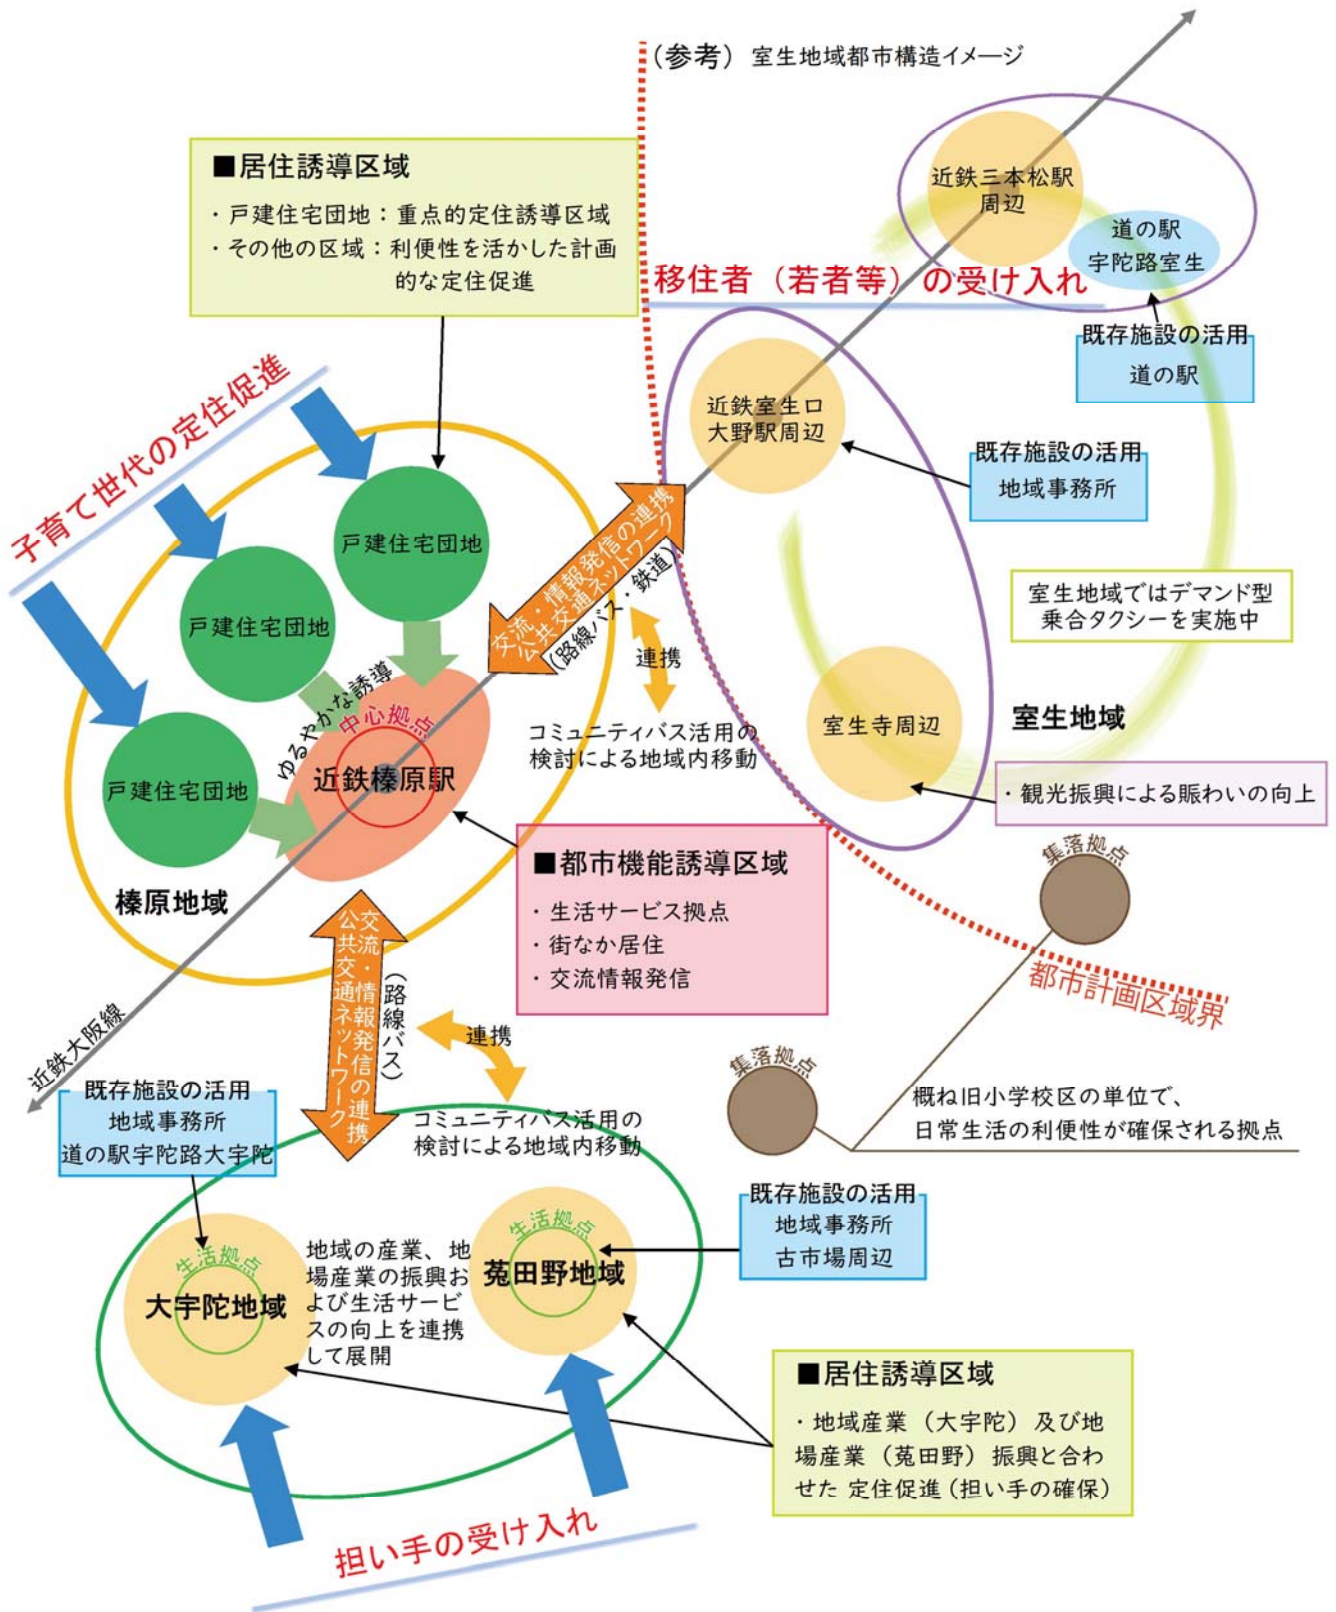 （参考）室生地域都市構造イメージ
■居住誘導区域
・戸建住宅団地：重点的定住誘導区域
・その他の区域：利便性を活かした計画
的な定住促進
近鉄三本松駅
周辺
道の駅
宇陀路室生
移住者（若者等）の受け入れ
既存施設の活用
道の駅
子育て世代の定住促進
近鉄室生口
大野駅周辺
既存施設の活用
地域事務所
戸建住宅団地
戸建住宅団地
戸建住宅団地
交流・情報発信の連携
公共交通ネットワーク
（路線バス・鉄道）
連携
コミュニティバス活用の
検討による地域内移動
室生地域ではデマンド型
乗合タクシーを実施中
室生寺周辺
室生地域
・観光振興による賑わいの向上
ゆるやかな誘導
中心拠点
近鉄榛原駅
榛原地域
■都市機能誘導区域
・生活サービス拠点
・街なか居住
・交流情報発信
集落拠点
都市計画区域界
近鉄大阪線
交流・情報発信の連携
公共交通ネットワーク
（路線バス）
連携
コミュニティバス活用の
検討による地域内移動
集落拠点
概ね旧小学校区の単位で、
日常生活の利便性が確保される拠点
既存施設の活用
地域事務所
道の駅宇陀路大宇陀
既存施設の活用
地域事務所
古市場周辺
生活拠点
大宇陀地域
地域の産業、地
場産業の振興お
よび生活サービ
スの向上を連携
して展開
生活拠点
菟田野地域
■居住誘導区域
・地域産業（大宇陀）及び地
場産業（菟田野）振興と合わ
せた 定住促進（担い手の確保）
担い手の受け入れ